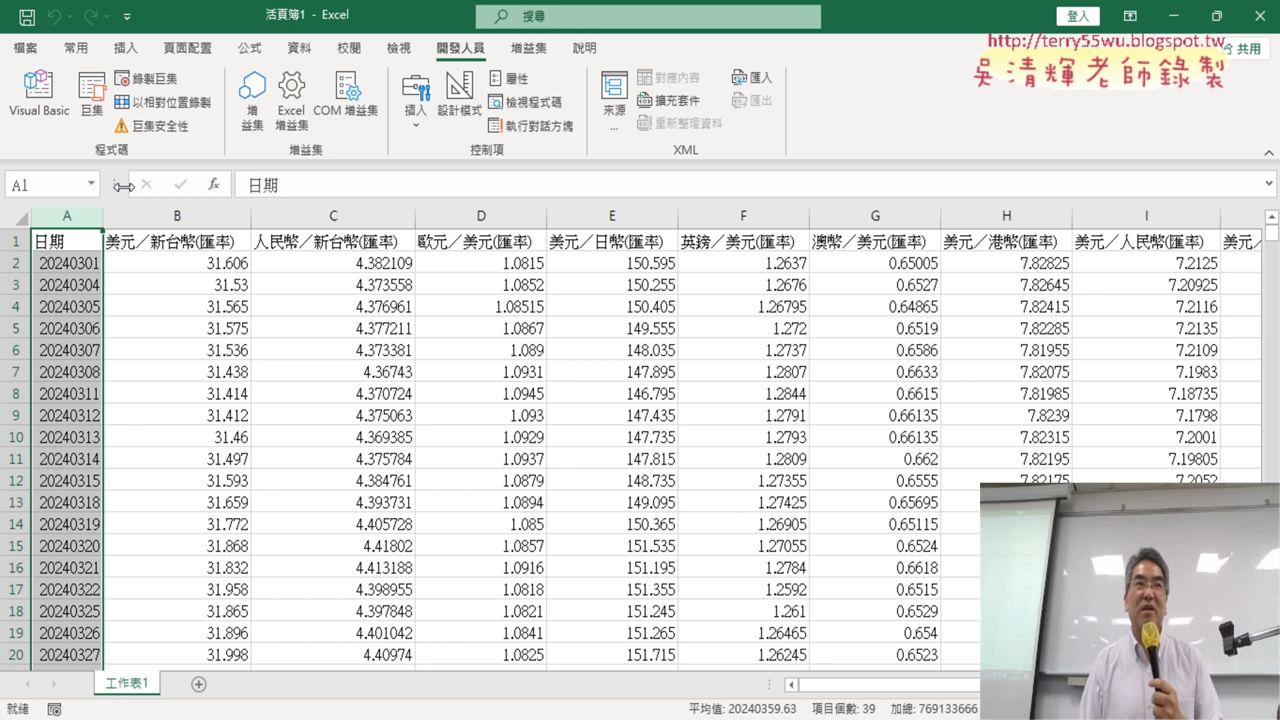 活頁簿1 - Excel
搜尋
登入
檔案 常用 插入 頁面配置 公式 資料 校閱 檢視 開發人員 增益集 說明
共用
http://terry55wu.blogspot.tw
吳清輝老師錄製
Visual Basic
巨集
錄製巨集
以相對位置錄製
巨集安全性
程式碼
增益集
Excel 增益集
COM 增益集
增益集
插入
設計模式
屬性
檢視程式碼
執行對話方塊
控制項
來源
...
對應內容
擴充套件
重新整理資料
匯入
匯出
XML
A1
fx
日期
A B C D E F G H I
1 日期 美元／新台幣(匯率) 人民幣／新台幣(匯率) 歐元／美元(匯率) 美元／日幣(匯率) 英鎊／美元(匯率) 澳幣／美元(匯率) 美元／港幣(匯率) 美元／人民幣(匯率) 美元／
2 20240301 31.606 4.382109 1.0815 150.595 1.2637 0.65005 7.82825 7.2125
3 20240304 31.53 4.373558 1.0852 150.255 1.2676 0.6527 7.82645 7.20925
4 20240305 31.565 4.376961 1.08515 150.405 1.26795 0.64865 7.82415 7.2116
5 20240306 31.575 4.377211 1.0867 149.555 1.272 0.6519 7.82285 7.2135
6 20240307 31.536 4.373381 1.089 148.035 1.2737 0.6586 7.81955 7.2109
7 20240308 31.438 4.36743 1.0931 147.895 1.2807 0.6633 7.82075 7.1983
8 20240311 31.414 4.370724 1.0945 146.795 1.2844 0.6615 7.81985 7.18735
9 20240312 31.412 4.375063 1.093 147.435 1.2791 0.66135 7.8239 7.1798
10 20240313 31.46 4.369385 1.0929 147.735 1.2793 0.66135 7.82315 7.2001
11 20240314 31.497 4.375784 1.0937 147.815 1.2809 0.662 7.82195 7.19805
12 20240315 31.593 4.384761 1.0879 148.735 1.27355 0.6555 7.82175 7.2052
13 20240318 31.659 4.393731 1.0894 149.095 1.27425 0.65695
14 20240319 31.772 4.405728 1.085 150.365 1.26905 0.65115
15 20240320 31.868 4.41802 1.0857 151.535 1.27055 0.6524
16 20240321 31.832 4.413188 1.0916 151.195 1.2784 0.6618
17 20240322 31.958 4.398955 1.0818 151.355 1.2592 0.6515
18 20240325 31.865 4.397848 1.0821 151.245 1.261 0.6529
19 20240326 31.896 4.401042 1.0841 151.265 1.26465 0.654
20 20240327 31.998 4.40974 1.0825 151.715 1.26245 0.6523
工作表1
就緒
平均值: 20240359.63 項目個數: 39 加總: 769133666